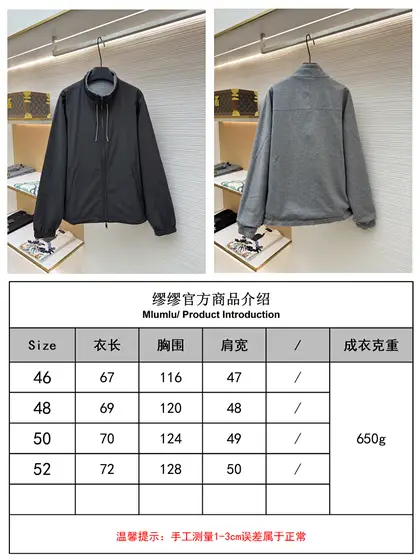 缪缪官方商品介绍
Mlumlu/ Product Introduction
Size 衣长 胸围 肩宽 / 成衣克重
46 67 116 47 /
48 69 120 48 /
50 70 124 49 / 650g
52 72 128 50 /
温馨提示：手工测量1-3cm误差属于正常